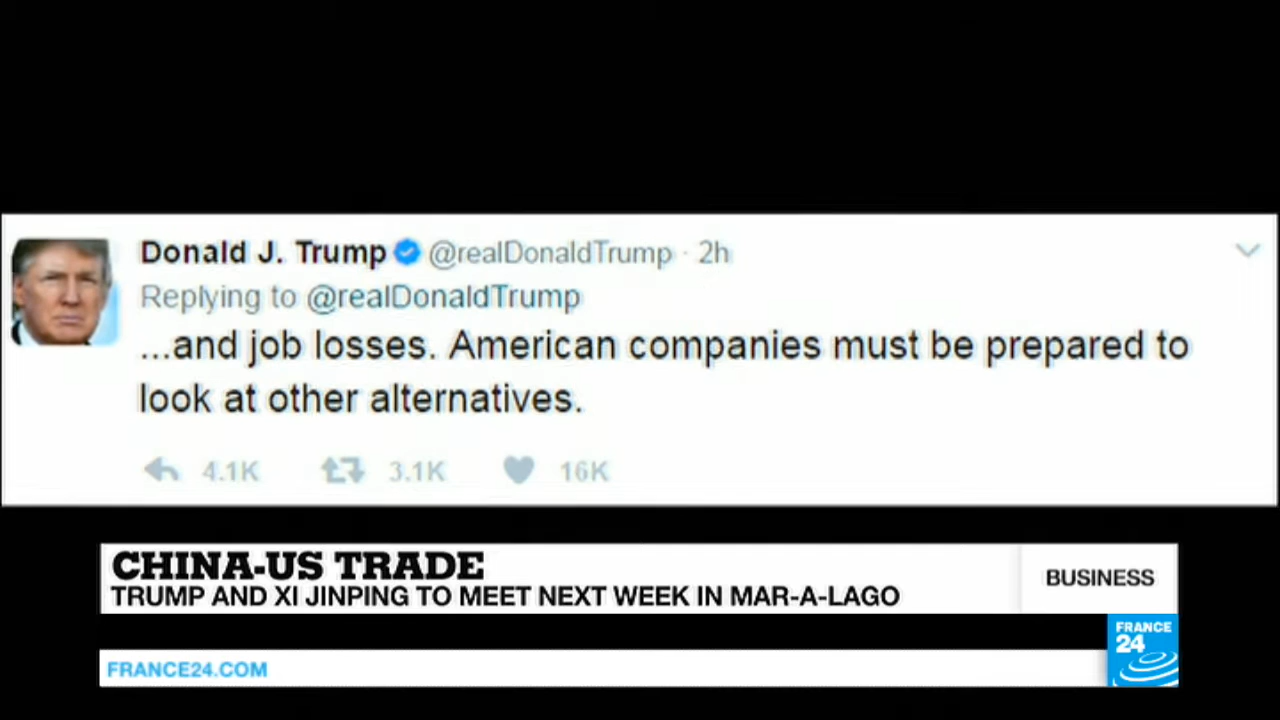 Donald J. Trump @realDonaldTrump · 2h
Replying to @realDonaldTrump
...and job losses. American companies must be prepared to
look at other alternatives.
4.1K 3.1K 16K
CHINA-US TRADE
TRUMP AND XI JINPING TO MEET NEXT WEEK IN MAR-A-LAGO
BUSINESS
FRANCE
24
FRANCE24.COM